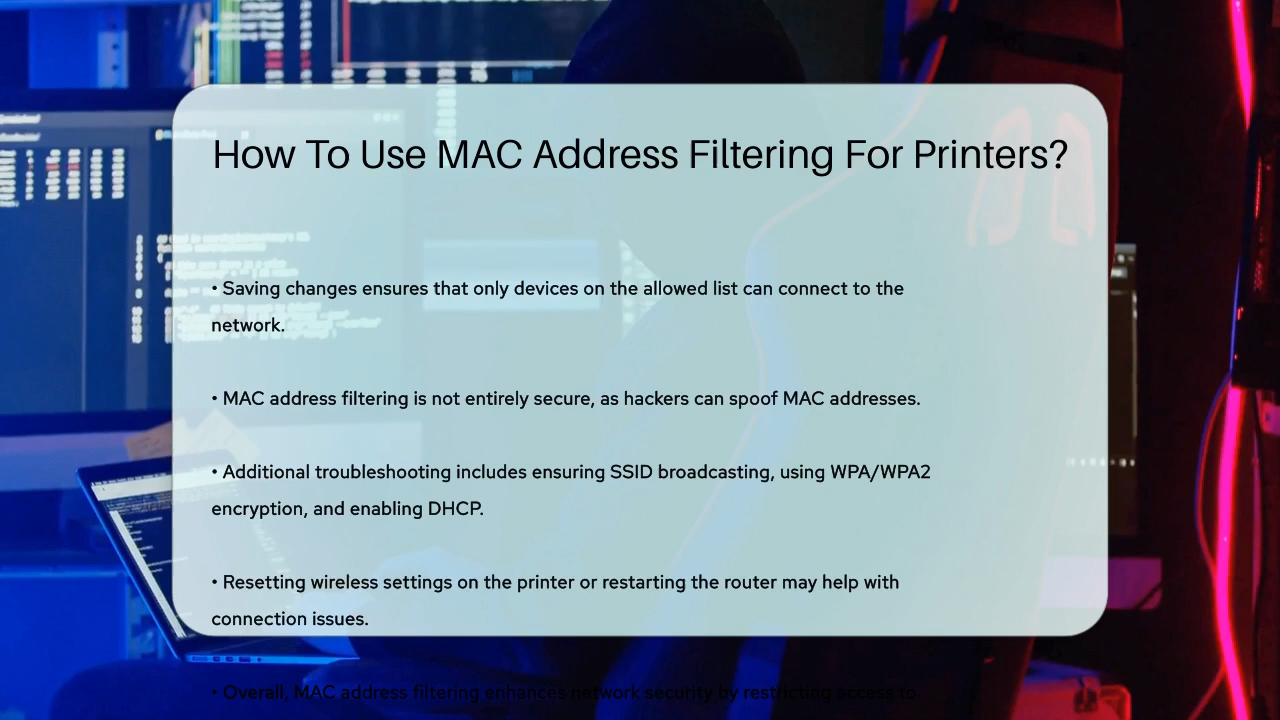 How To Use MAC Address Filtering For Printers?
• Saving changes ensures that only devices on the allowed list can connect to the
network.
• MAC address filtering is not entirely secure, as hackers can spoof MAC addresses.
• Additional troubleshooting includes ensuring SSID broadcasting, using WPA/WPA2
encryption, and enabling DHCP.
• Resetting wireless settings on the printer or restarting the router may help with
connection issues.
• Overall, MAC address filtering enhances network security by restricting access to